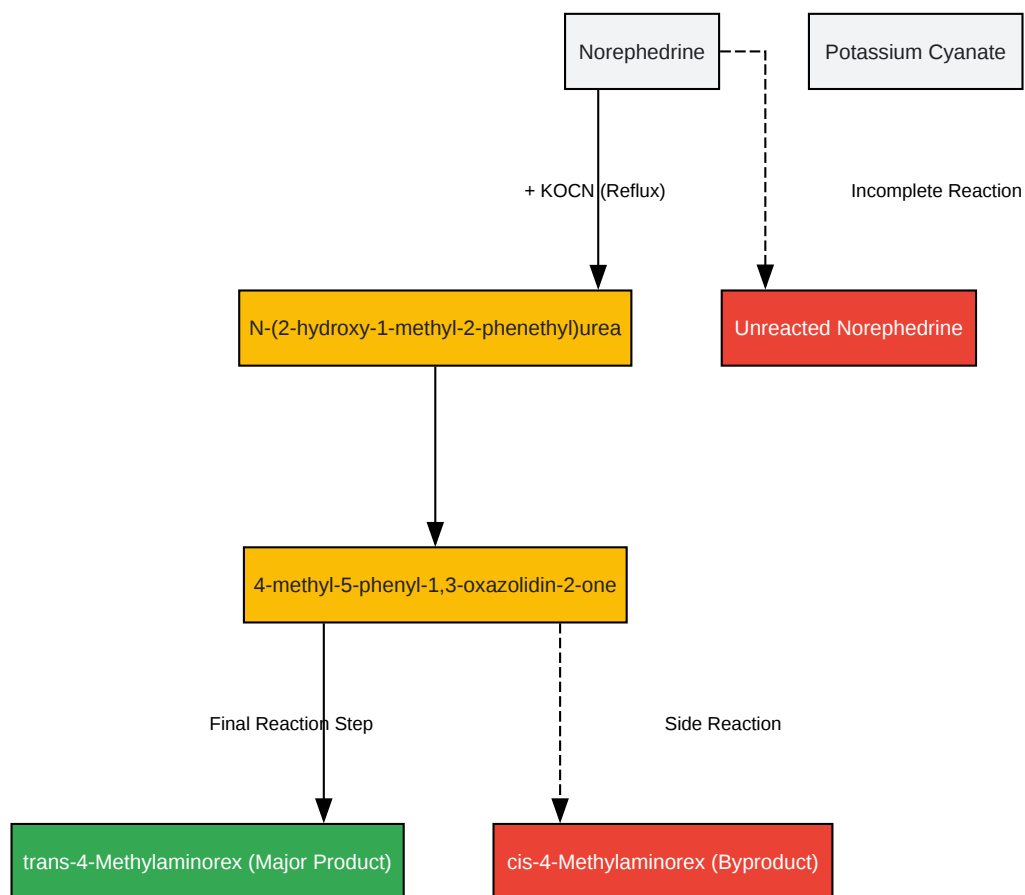 Norephedrine
Potassium Cyanate
+ KOCN (Reflux)
Incomplete Reaction
N-(2-hydroxy-1-methyl-2-phenethyl)urea
Unreacted Norephedrine
4-methyl-5-phenyl-1,3-oxazolidin-2-one
Final Reaction Step
Side Reaction
trans-4-Methylaminorex (Major Product)
cis-4-Methylaminorex (Byproduct)